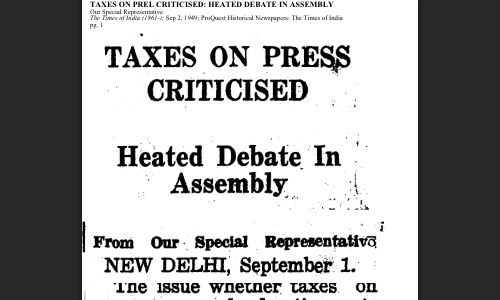 TAXES ON PREL CRITICISED: HEATED DEBATE IN ASSEMBLY
Our Special Representative
The Times of India (1861-); Sep 2, 1949; ProQuest Historical Newspapers: The Times of India
pg. 1
TAXES ON PRESS
CRITICISED
Heated Debate In
Assembly
From Our Special Representative
NEW DELHI, September 1.
The issue whether taxes on